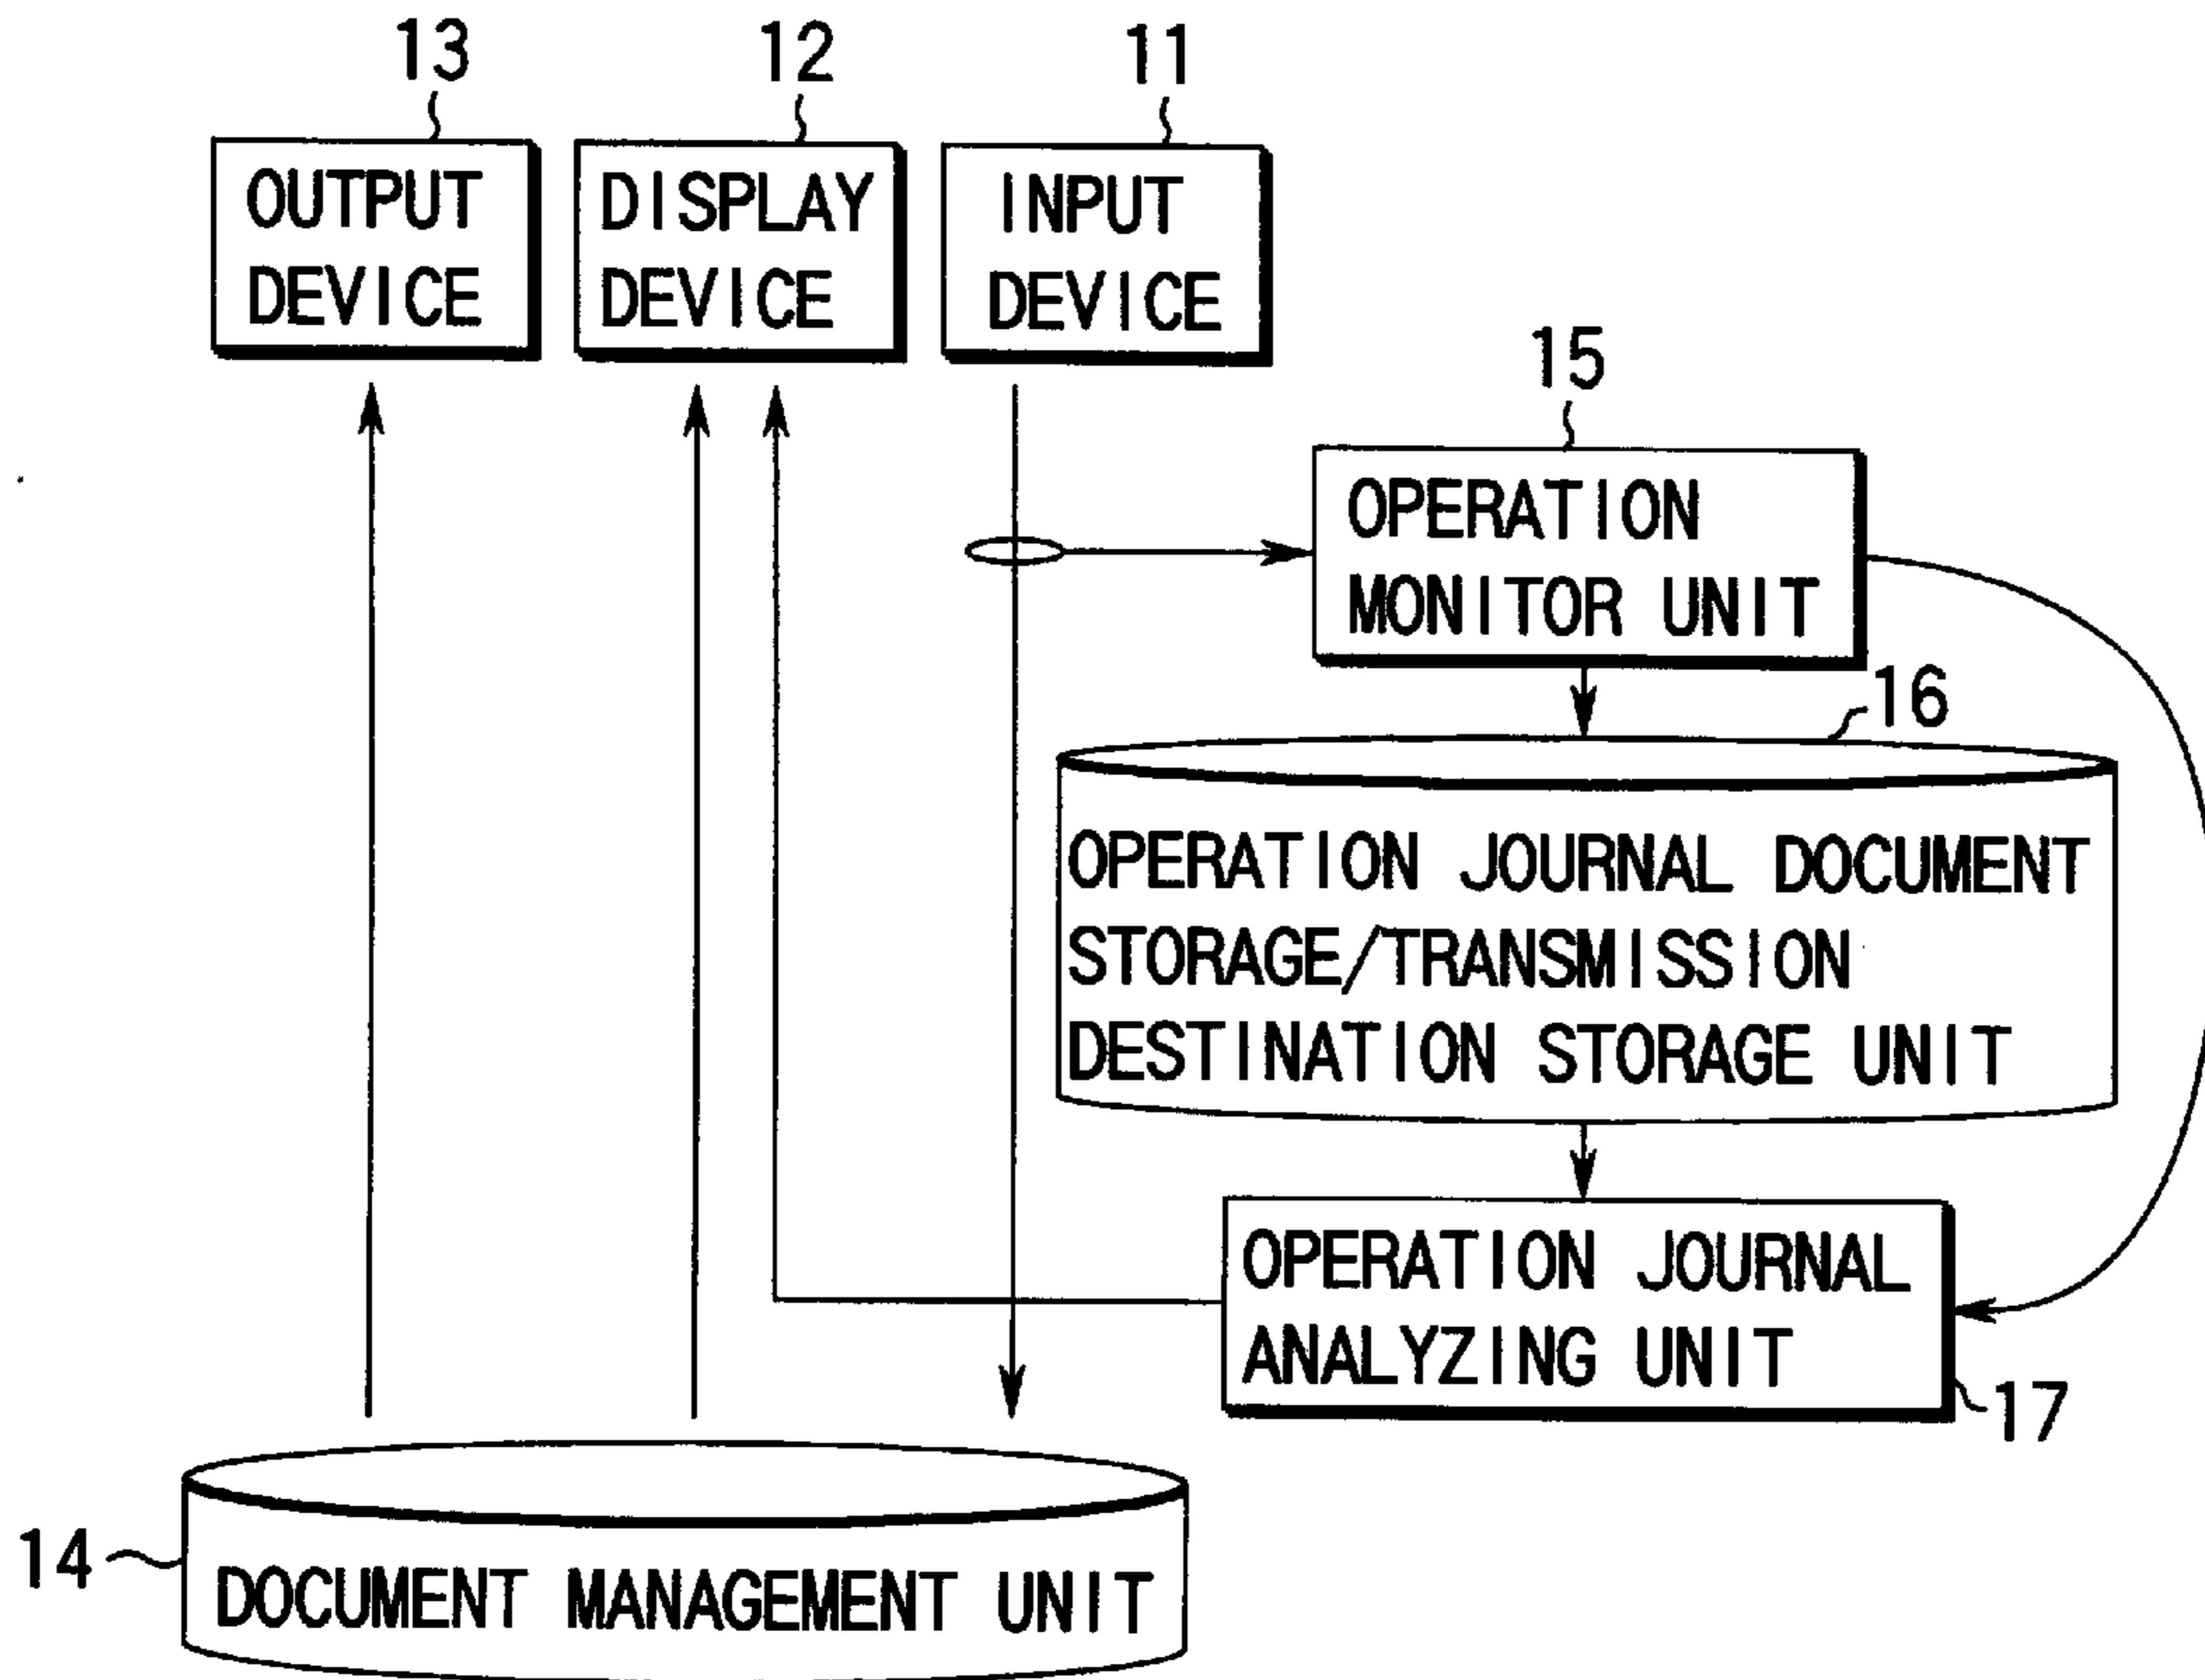 13
12
11
OUTPUT
DEVICE
DISPLAY
DEVICE
INPUT
DEVICE
15
OPERATION
MONITOR UNIT
16
OPERATION JOURNAL DOCUMENT
STORAGE/TRANSMISSION
DESTINATION STORAGE UNIT
OPERATION JOURNAL
ANALYZING UNIT
17
14
DOCUMENT MANAGEMENT UNIT